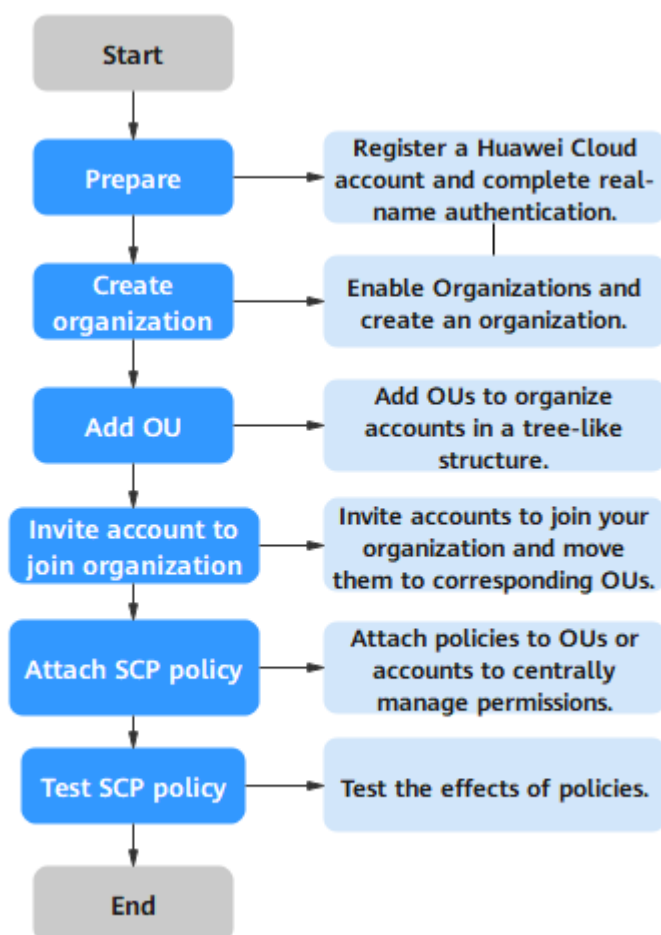 Start
Prepare
Register a Huawei Cloud
account and complete real-
name authentication.
Create
organization
Enable Organizations and
create an organization.
Add OU
Add OUs to organize
accounts in a tree-like
structure.
Invite account to
join organization
Invite accounts to join your
organization and move
them to corresponding OUs.
Attach SCP policy
Attach policies to OUs or
accounts to centrally
manage permissions.
Test SCP policy
Test the effects of policies.
End